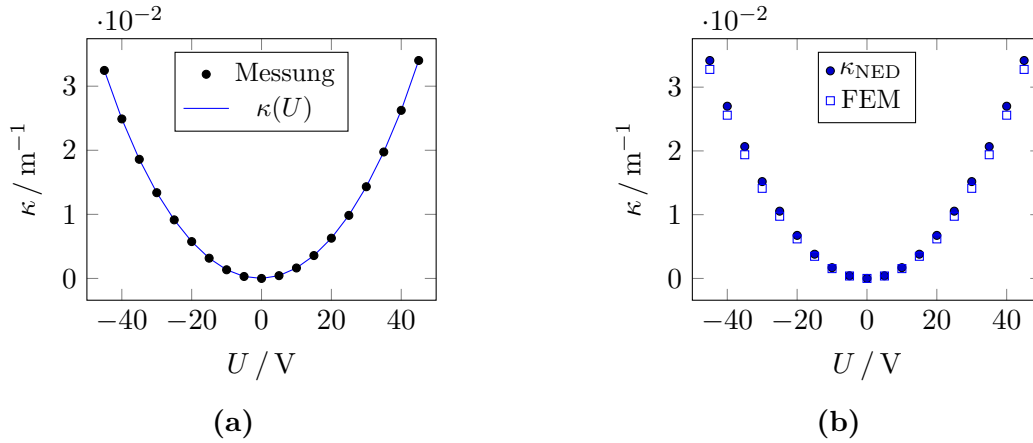 ·10⁻²
3
2
1
0
κ / m⁻¹
Messung
κ(U)
−40 −20 0 20 40
U / V
(a)
·10⁻²
3
2
1
0
κ / m⁻¹
κNED
FEM
−40 −20 0 20 40
U / V
(b)